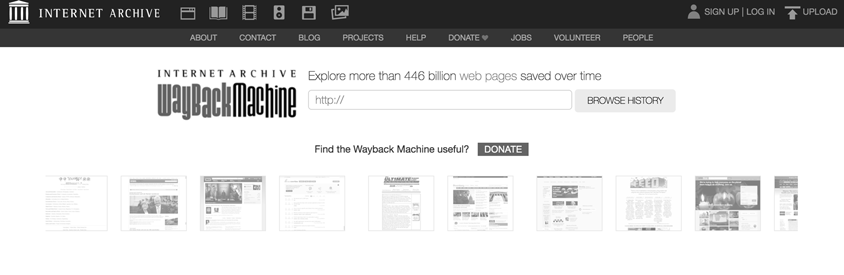 INTERNET ARCHIVE
SIGN UP | LOG IN
UPLOAD
ABOUT CONTACT BLOG PROJECTS HELP DONATE ♥ JOBS VOLUNTEER PEOPLE
INTERNET ARCHIVE
WayBackMachine
Explore more than 446 billion web pages saved over time
http://
BROWSE HISTORY
Find the Wayback Machine useful? DONATE